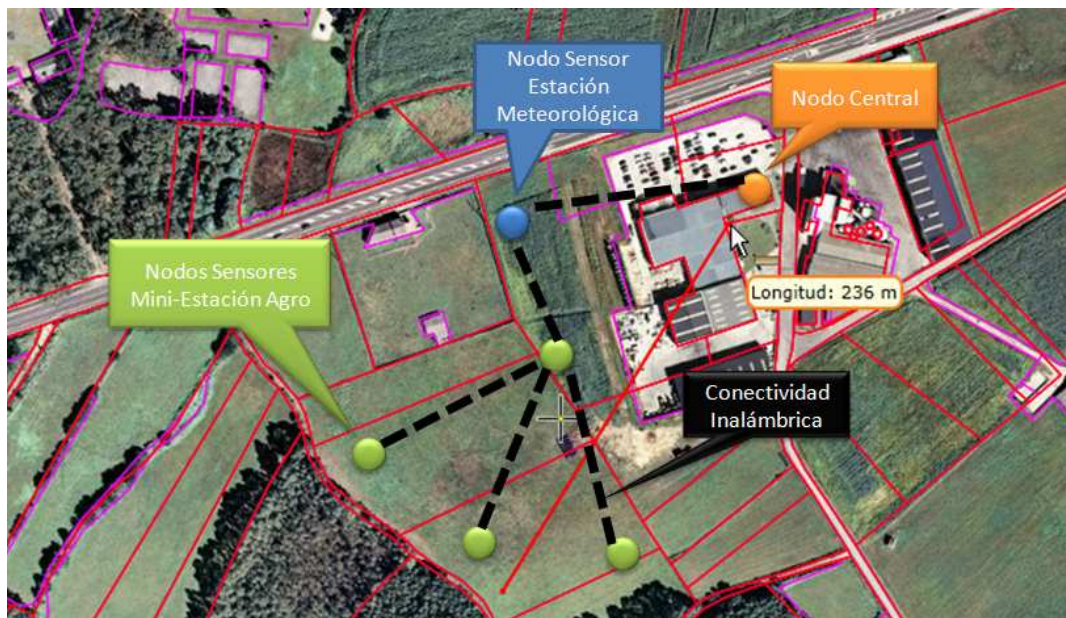 Nodo Sensor
Estación
Meteorológica
Nodo Central
Nodos Sensores
Mini-Estación Agro
Longitud: 236 m
Conectividad
Inalámbrica